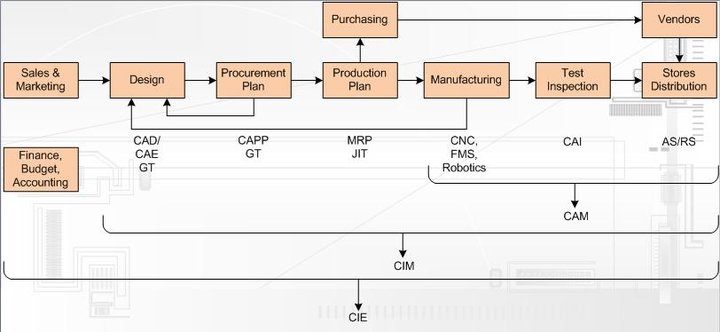 Purchasing
Vendors
Sales &
Marketing
Design
Procurement
Plan
Production
Plan
Manufacturing
Test
Inspection
Stores
Distribution
CAD/
CAE
GT
CAPP
GT
MRP
JIT
CNC,
FMS,
Robotics
CAI
AS/RS
Finance,
Budget,
Accounting
CAM
CIM
CIE